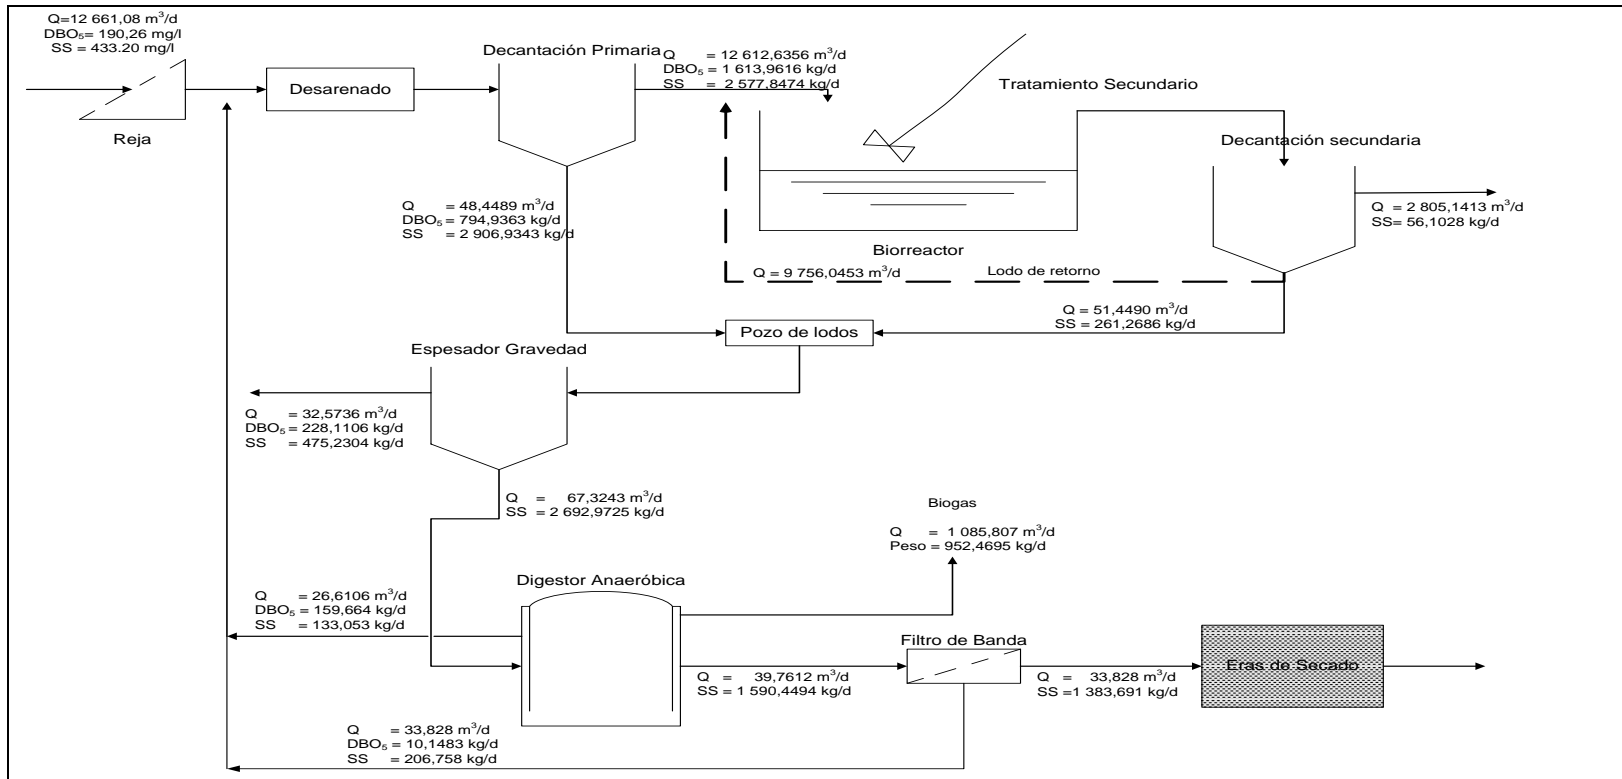 Q=12 661,08 m³/d
DBO₅= 190,26 mg/l
SS = 433.20 mg/l
Reja
Desarenado
Decantación Primaria
Q = 12 612,6356 m³/d
DBO₅ = 1 613,9616 kg/d
SS = 2 577,8474 kg/d
Tratamiento Secundario
Decantación secundaria
Q = 48,4489 m³/d
DBO₅ = 794,9363 kg/d
SS = 2 906,9343 kg/d
Q = 2 805,1413 m³/d
SS= 56,1028 kg/d
Biorreactor
Q = 9 756,0453 m³/d
Lodo de retorno
Q = 51,4490 m³/d
SS = 261,2686 kg/d
Pozo de lodos
Espesador Gravedad
Q = 32,5736 m³/d
DBO₅ = 228,1106 kg/d
SS = 475,2304 kg/d
Q = 67,3243 m³/d
SS = 2 692,9725 kg/d
Biogas
Q = 1 085,807 m³/d
Peso = 952,4695 kg/d
Digestor Anaeróbica
Q = 26,6106 m³/d
DBO₅ = 159,664 kg/d
SS = 133,053 kg/d
Filtro de Banda
Eras de Secado
Q = 39,7612 m³/d
SS = 1 590,4494 kg/d
Q = 33,828 m³/d
SS =1 383,691 kg/d
Q = 33,828 m³/d
DBO₅ = 10,1483 kg/d
SS = 206,758 kg/d